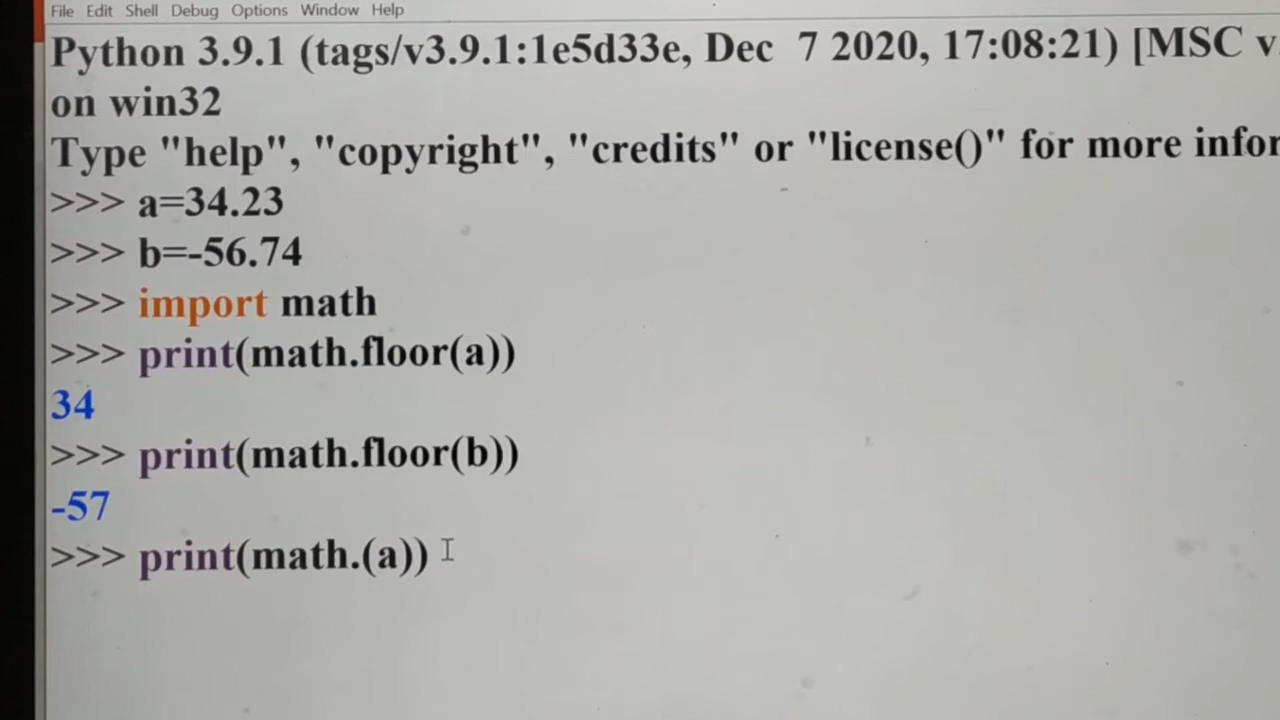 File Edit Shell Debug Options Window Help
Python 3.9.1 (tags/v3.9.1:1e5d33e, Dec  7 2020, 17:08:21) [MSC v
on win32
Type "help", "copyright", "credits" or "license()" for more infor
>>> a=34.23
>>> b=-56.74
>>> import math
>>> print(math.floor(a))
34
>>> print(math.floor(b))
-57
>>> print(math.(a))